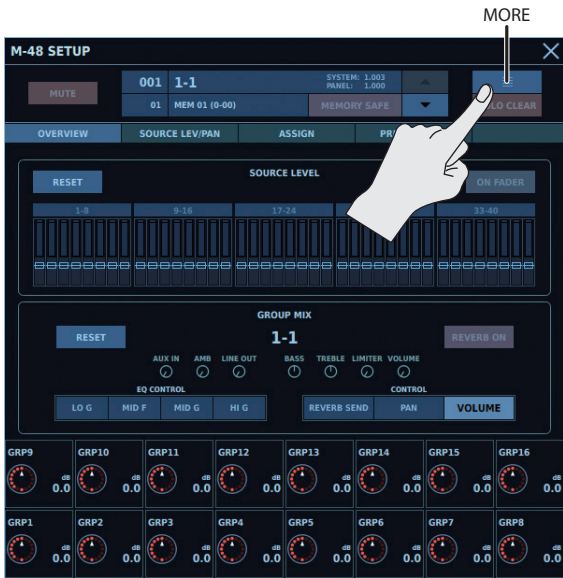 MORE
M-48 SETUP
MUTE
001 1-1 SYSTEM: 1.003
PANEL: 1.000
01 MEM 01 (0-00) MEMORY SAFE
LO CLEAR
OVERVIEW SOURCE LEV/PAN ASSIGN
RESET SOURCE LEVEL ON FADER
1-8 9-16 17-24 33-40
GROUP MIX
RESET 1-1 REVERB ON
AUX IN AMB LINE OUT BASS TREBLE LIMITER VOLUME
EQ CONTROL CONTROL
LO G MID F MID G HI G REVERB SEND PAN VOLUME
GRP9 GRP10 GRP11 GRP12 GRP13 GRP14 GRP15 GRP16
dB dB dB dB dB dB dB dB
0.0 0.0 0.0 0.0 0.0 0.0 0.0 0.0
GRP1 GRP2 GRP3 GRP4 GRP5 GRP6 GRP7 GRP8
dB dB dB dB dB dB dB dB
0.0 0.0 0.0 0.0 0.0 0.0 0.0 0.0